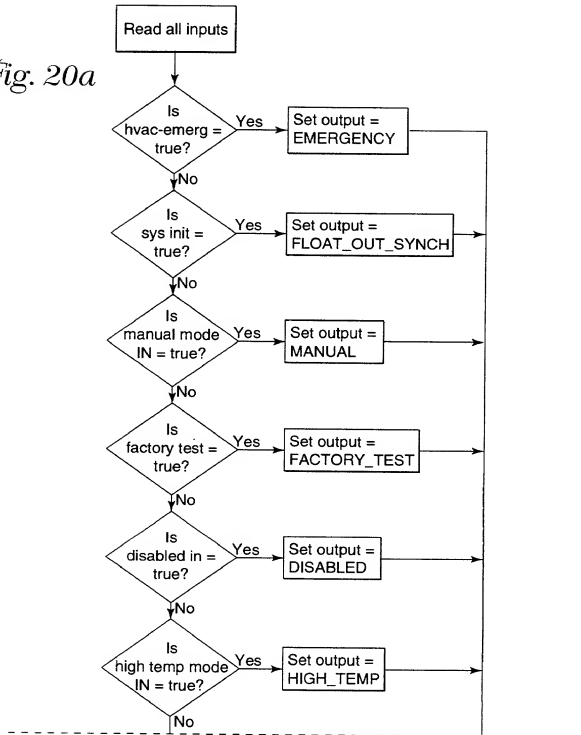 Read all inputs
Fig. 20a
Is
hvac-emerg =
true?
Yes
Set output =
EMERGENCY
No
Is
sys init =
true?
Yes
Set output =
FLOAT_OUT_SYNCH
No
Is
manual mode
IN = true?
Yes
Set output =
MANUAL
No
Is
factory test =
true?
Yes
Set output =
FACTORY_TEST
No
Is
disabled in =
true?
Yes
Set output =
DISABLED
No
Is
high temp mode
IN = true?
Yes
Set output =
HIGH_TEMP
No